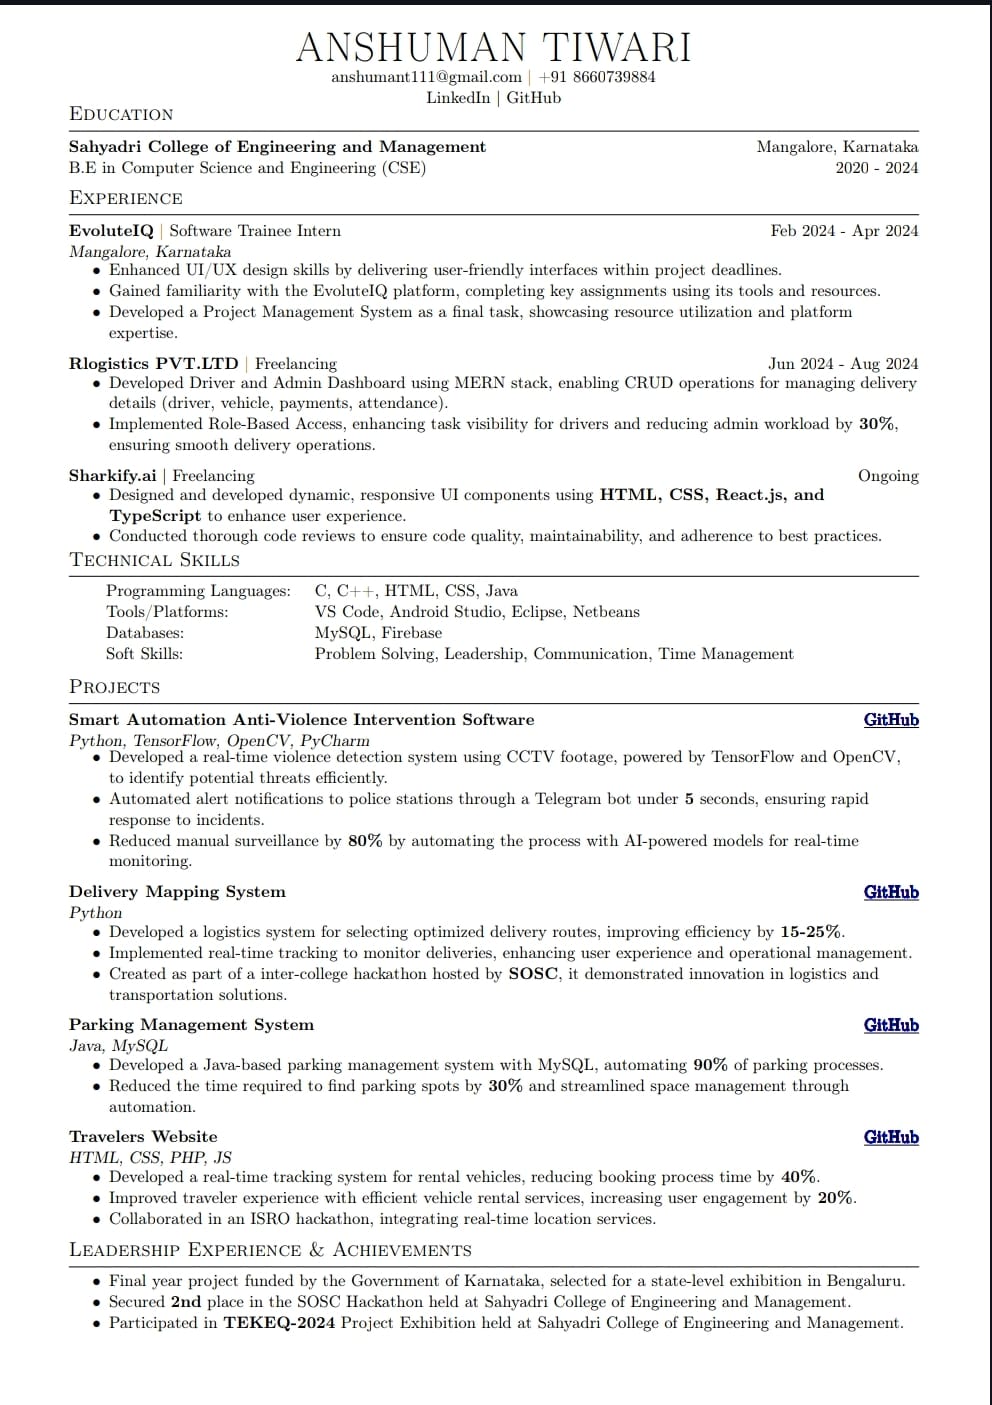 ANSHUMAN TIWARI
anshumant111@gmail.com | +91 8660739884
LinkedIn | GitHub
EDUCATION
Sahyadri College of Engineering and Management Mangalore, Karnataka
B.E in Computer Science and Engineering (CSE) 2020 - 2024
EXPERIENCE
EvoluteIQ | Software Trainee Intern Feb 2024 - Apr 2024
Mangalore, Karnataka
• Enhanced UI/UX design skills by delivering user-friendly interfaces within project deadlines.
• Gained familiarity with the EvoluteIQ platform, completing key assignments using its tools and resources.
• Developed a Project Management System as a final task, showcasing resource utilization and platform
expertise.
Rlogistics PVT.LTD | Freelancing Jun 2024 - Aug 2024
• Developed Driver and Admin Dashboard using MERN stack, enabling CRUD operations for managing delivery
details (driver, vehicle, payments, attendance).
• Implemented Role-Based Access, enhancing task visibility for drivers and reducing admin workload by 30%,
ensuring smooth delivery operations.
Sharkify.ai | Freelancing Ongoing
• Designed and developed dynamic, responsive UI components using HTML, CSS, React.js, and
TypeScript to enhance user experience.
• Conducted thorough code reviews to ensure code quality, maintainability, and adherence to best practices.
TECHNICAL SKILLS
Programming Languages: C, C++, HTML, CSS, Java
Tools/Platforms: VS Code, Android Studio, Eclipse, Netbeans
Databases: MySQL, Firebase
Soft Skills: Problem Solving, Leadership, Communication, Time Management
PROJECTS
Smart Automation Anti-Violence Intervention Software GitHub
Python, TensorFlow, OpenCV, PyCharm
• Developed a real-time violence detection system using CCTV footage, powered by TensorFlow and OpenCV,
to identify potential threats efficiently.
• Automated alert notifications to police stations through a Telegram bot under 5 seconds, ensuring rapid
response to incidents.
• Reduced manual surveillance by 80% by automating the process with AI-powered models for real-time
monitoring.
Delivery Mapping System GitHub
Python
• Developed a logistics system for selecting optimized delivery routes, improving efficiency by 15-25%.
• Implemented real-time tracking to monitor deliveries, enhancing user experience and operational management.
• Created as part of a inter-college hackathon hosted by SOSC, it demonstrated innovation in logistics and
transportation solutions.
Parking Management System GitHub
Java, MySQL
• Developed a Java-based parking management system with MySQL, automating 90% of parking processes.
• Reduced the time required to find parking spots by 30% and streamlined space management through
automation.
Travelers Website GitHub
HTML, CSS, PHP, JS
• Developed a real-time tracking system for rental vehicles, reducing booking process time by 40%.
• Improved traveler experience with efficient vehicle rental services, increasing user engagement by 20%.
• Collaborated in an ISRO hackathon, integrating real-time location services.
LEADERSHIP EXPERIENCE & ACHIEVEMENTS
• Final year project funded by the Government of Karnataka, selected for a state-level exhibition in Bengaluru.
• Secured 2nd place in the SOSC Hackathon held at Sahyadri College of Engineering and Management.
• Participated in TEKEQ-2024 Project Exhibition held at Sahyadri College of Engineering and Management.